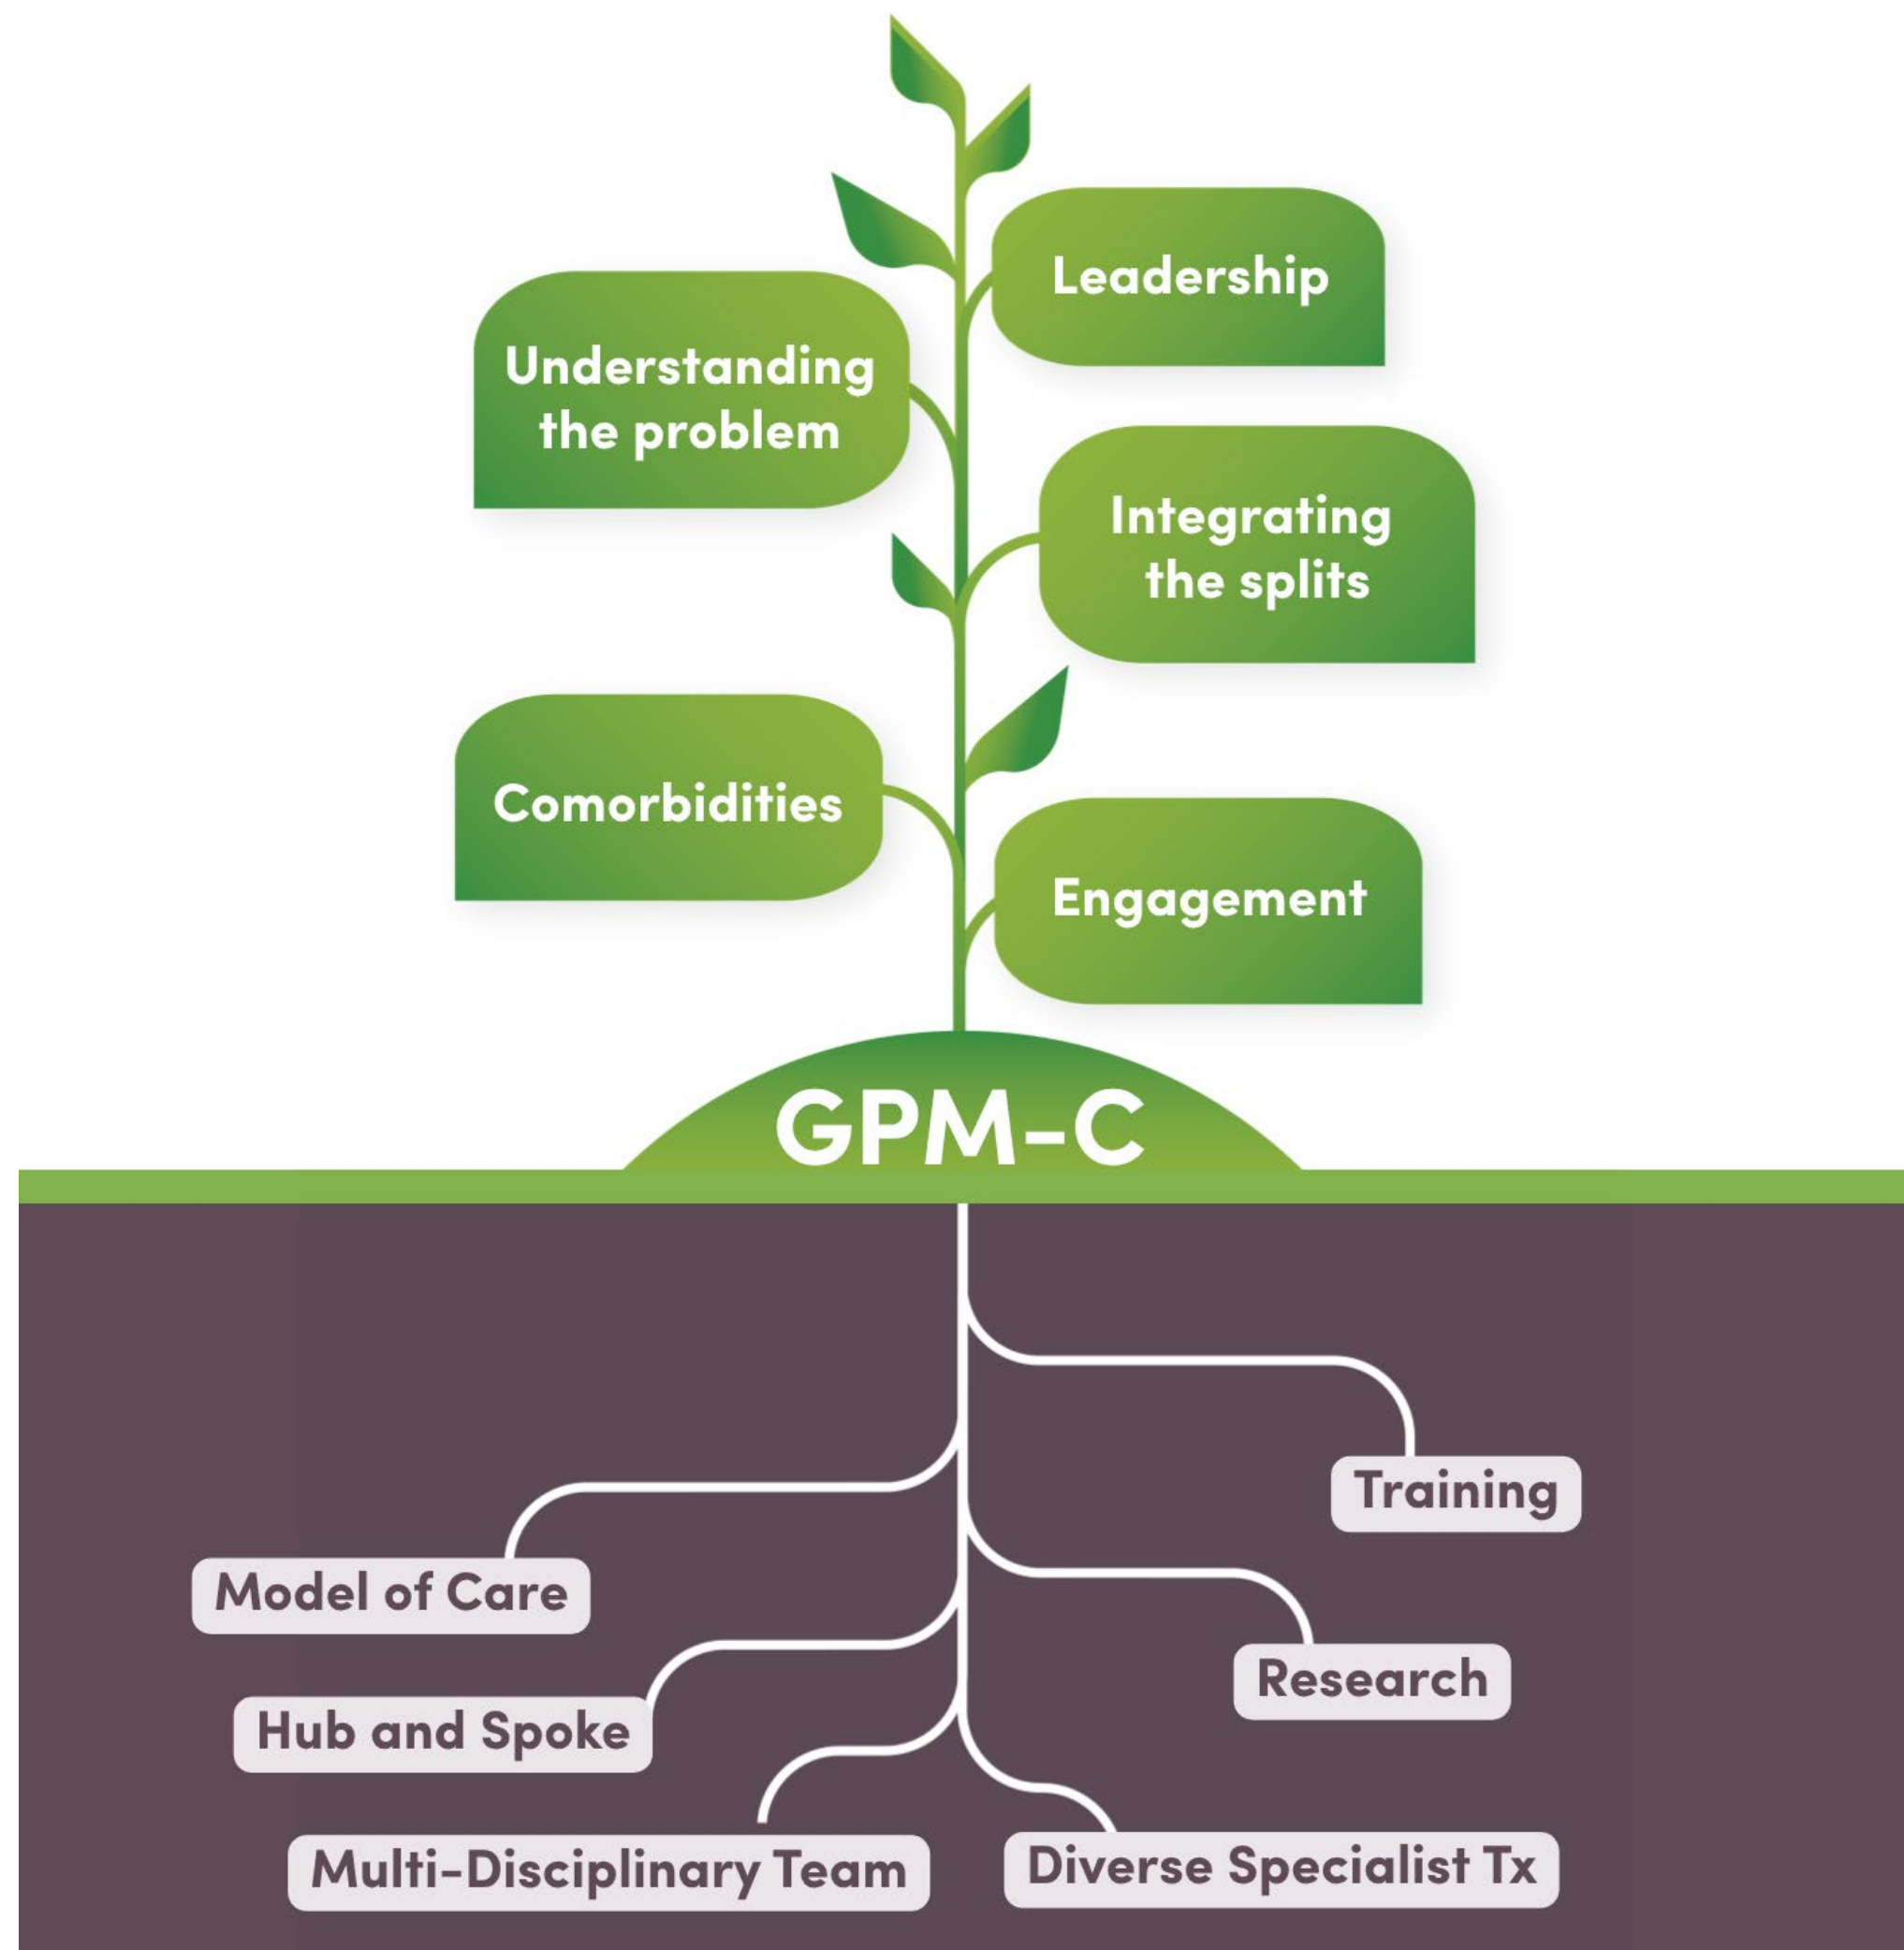 Leadership
Understanding
the problem
Integrating
the splits
Comorbidities
Engagement
GPM-C
Training
Model of Care
Research
Hub and Spoke
Multi-Disciplinary Team
Diverse Specialist Tx